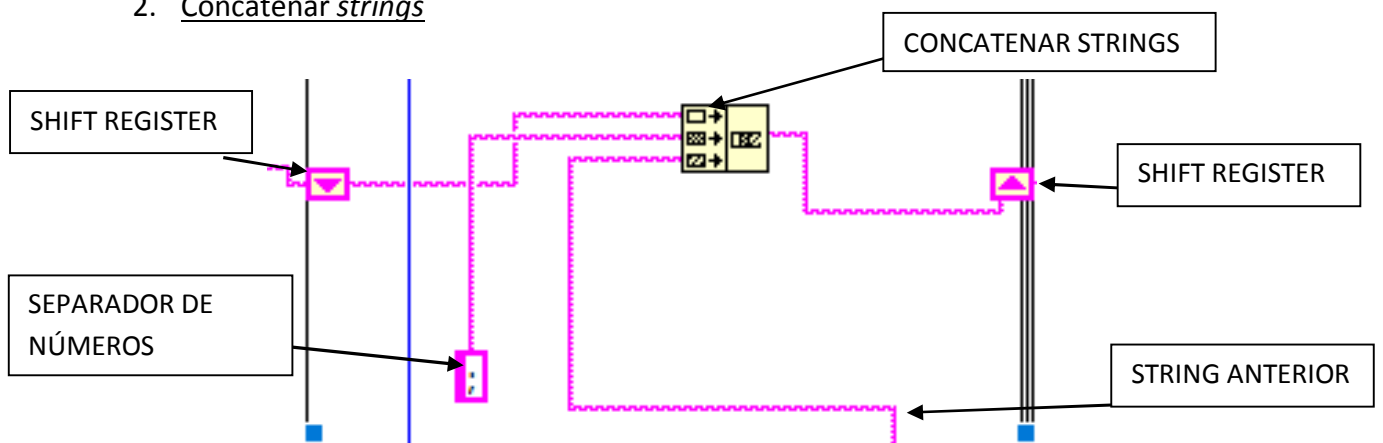 2. Concatenar strings
CONCATENAR STRINGS
SHIFT REGISTER
SHIFT REGISTER
SEPARADOR DE
NÚMEROS
;
STRING ANTERIOR